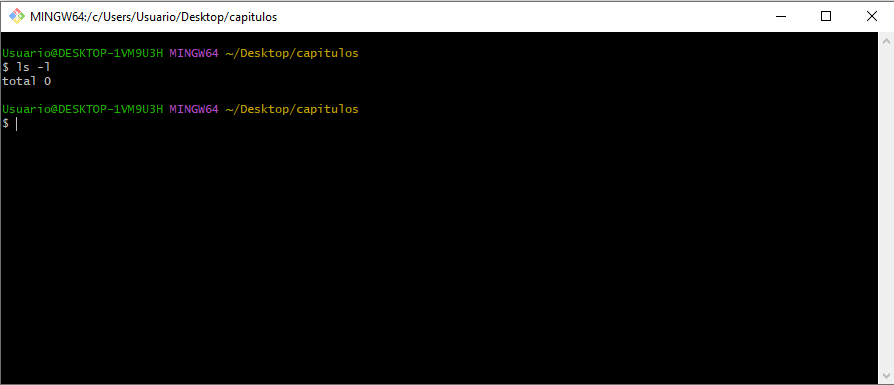 MINGW64:/c/Users/Usuario/Desktop/capitulos
Usuario@DESKTOP-1VM9U3H MINGW64 ~/Desktop/capitulos
$ ls -l
total 0
Usuario@DESKTOP-1VM9U3H MINGW64 ~/Desktop/capitulos
$